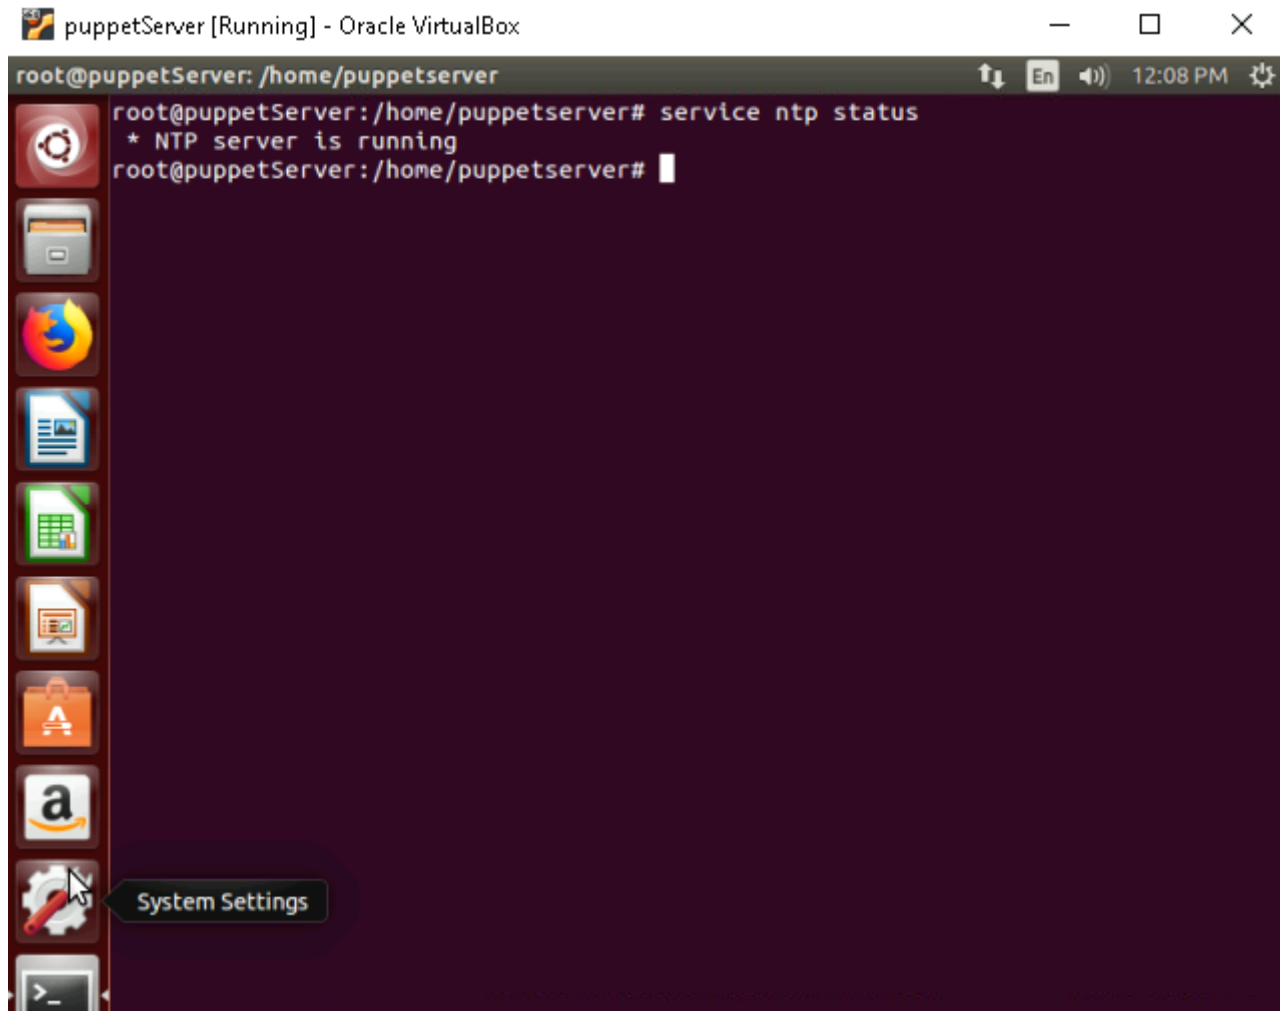 puppetServer [Running] - Oracle VirtualBox
root@puppetServer: /home/puppetserver En 12:08 PM
root@puppetServer:/home/puppetserver# service ntp status
* NTP server is running
root@puppetServer:/home/puppetserver#
a
System Settings
>_